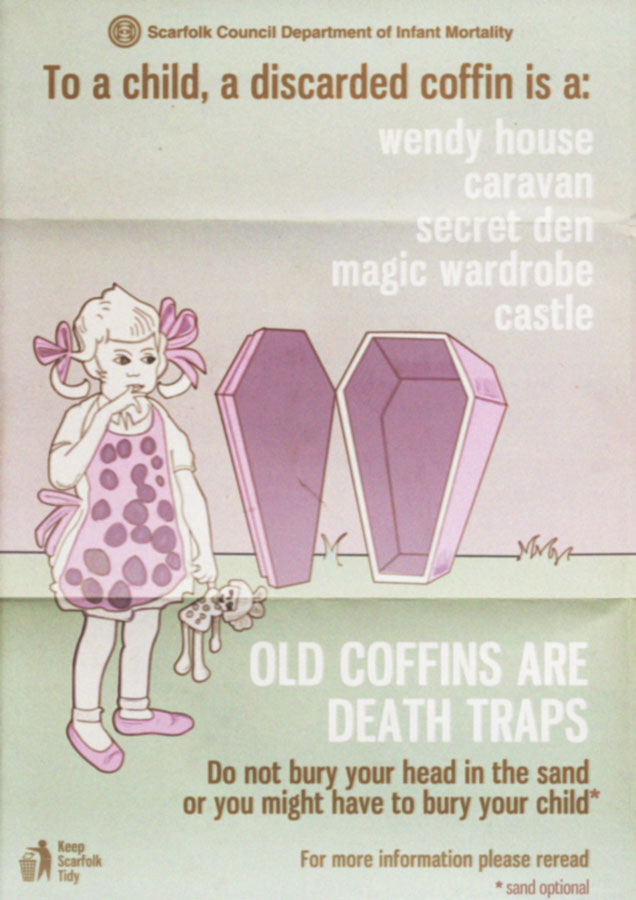 Scarfolk Council Department of Infant Mortality
To a child, a discarded coffin is a:
wendy house
caravan
secret den
magic wardrobe
castle
OLD COFFINS ARE
DEATH TRAPS
Do not bury your head in the sand
or you might have to bury your child*
Keep
Scarfolk
Tidy
For more information please reread
* sand optional